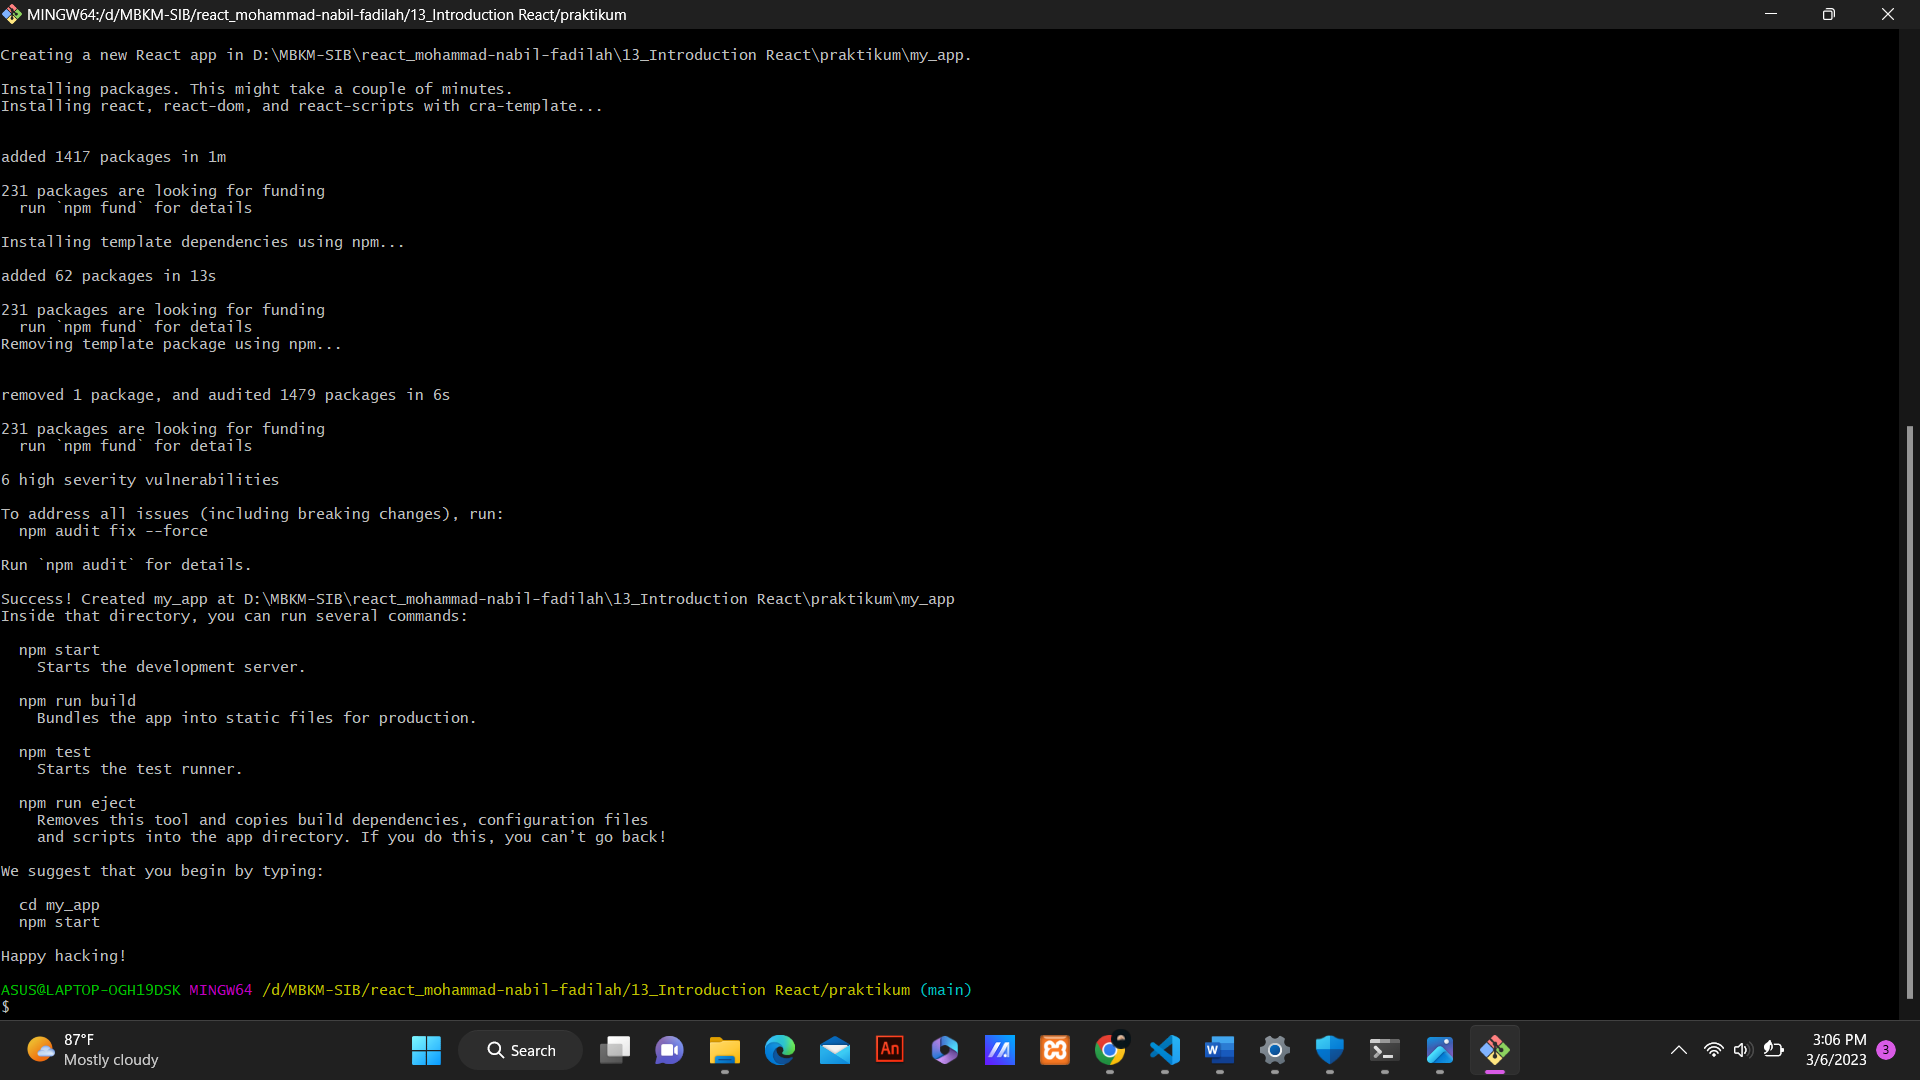 MINGW64:/d/MBKM-SIB/react_mohammad-nabil-fadilah/13_Introduction React/praktikum
Creating a new React app in D:\MBKM-SIB\react_mohammad-nabil-fadilah\13_Introduction React\praktikum\my_app.
Installing packages. This might take a couple of minutes.
Installing react, react-dom, and react-scripts with cra-template...
added 1417 packages in 1m
231 packages are looking for funding
  run `npm fund` for details
Installing template dependencies using npm...
added 62 packages in 13s
231 packages are looking for funding
  run `npm fund` for details
Removing template package using npm...
removed 1 package, and audited 1479 packages in 6s
231 packages are looking for funding
  run `npm fund` for details
6 high severity vulnerabilities
To address all issues (including breaking changes), run:
  npm audit fix --force
Run `npm audit` for details.
Success! Created my_app at D:\MBKM-SIB\react_mohammad-nabil-fadilah\13_Introduction React\praktikum\my_app
Inside that directory, you can run several commands:
  npm start
    Starts the development server.
  npm run build
    Bundles the app into static files for production.
  npm test
    Starts the test runner.
  npm run eject
    Removes this tool and copies build dependencies, configuration files
    and scripts into the app directory. If you do this, you can’t go back!
We suggest that you begin by typing:
  cd my_app
  npm start
Happy hacking!
ASUS@LAPTOP-OGH19DSK MINGW64 /d/MBKM-SIB/react_mohammad-nabil-fadilah/13_Introduction React/praktikum (main)
$
87°F
Mostly cloudy
Search
An
W
3:06 PM
3/6/2023
3